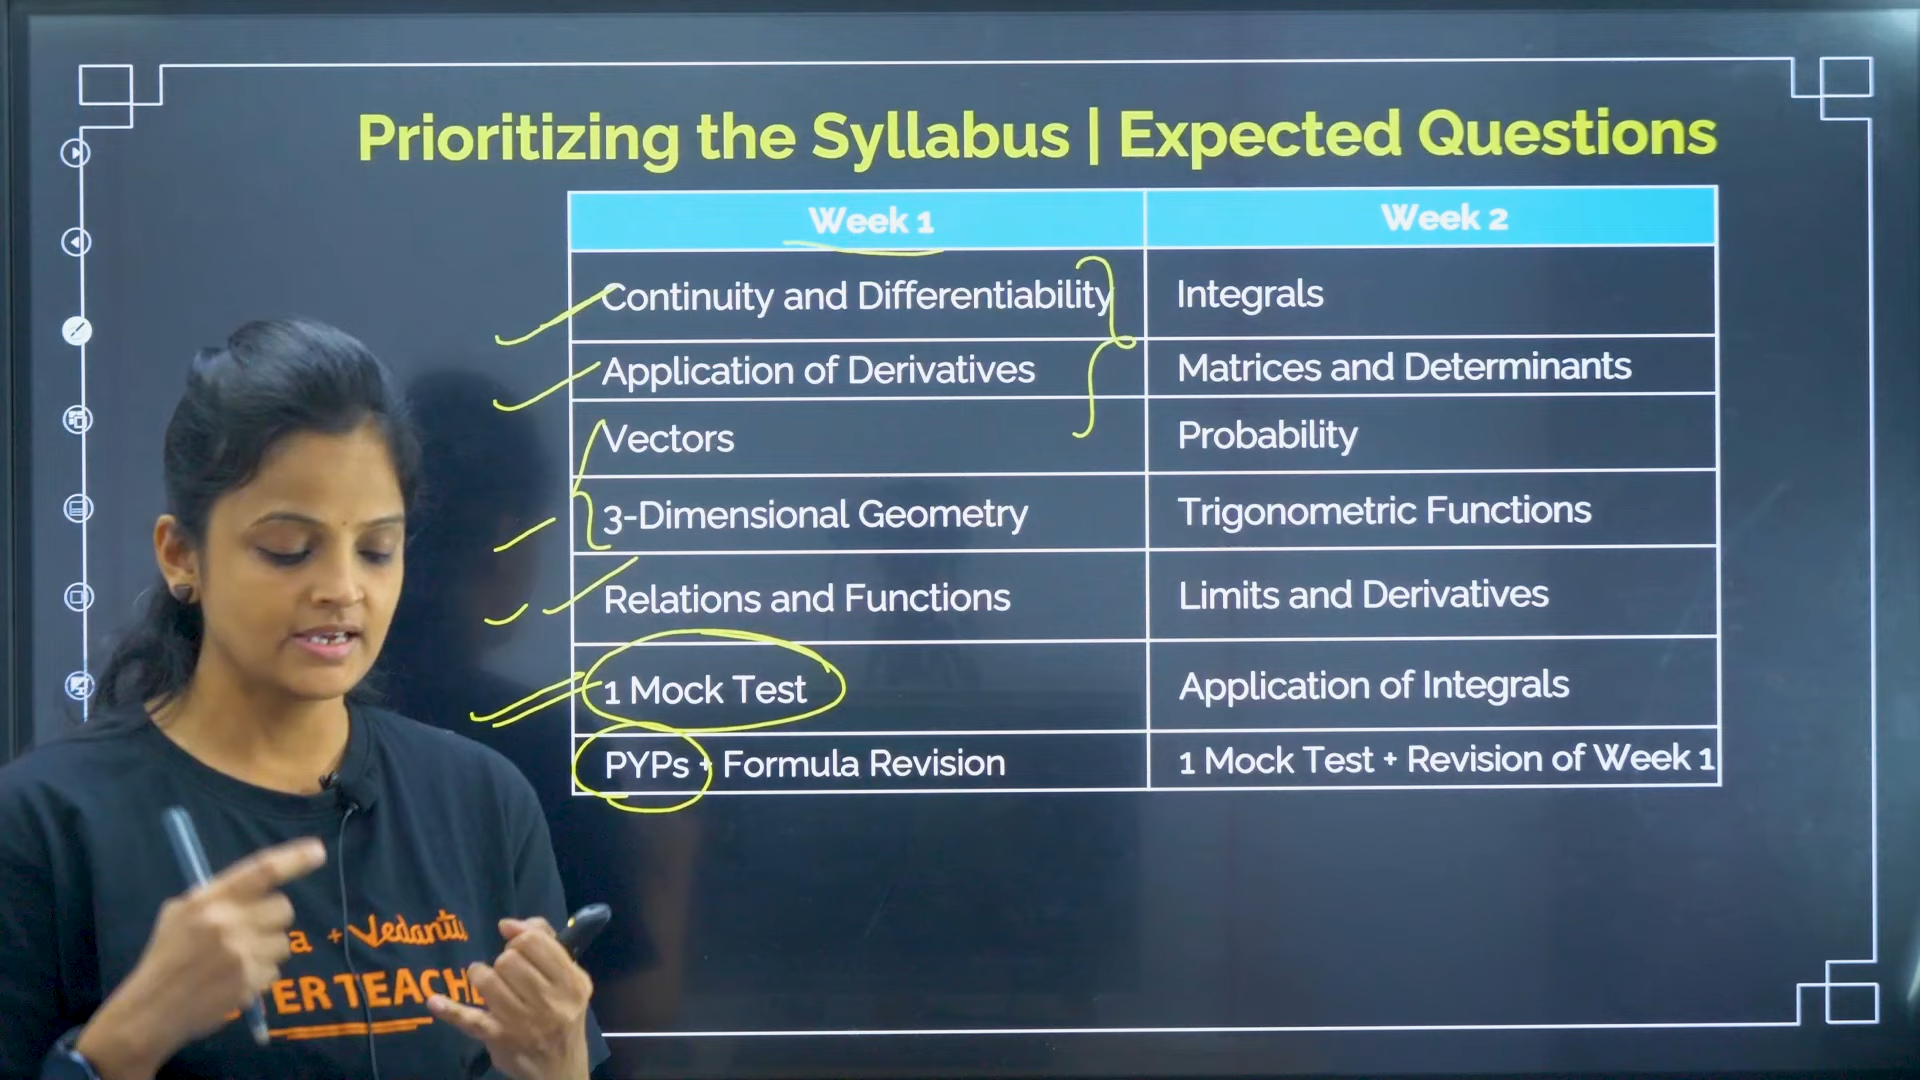 Prioritizing the Syllabus | Expected Questions
Week 1 Week 2
Continuity and Differentiability Integrals
Application of Derivatives Matrices and Determinants
Vectors Probability
3-Dimensional Geometry Trigonometric Functions
Relations and Functions Limits and Derivatives
1 Mock Test Application of Integrals
PYPs + Formula Revision 1 Mock Test + Revision of Week 1
+ Vedantu